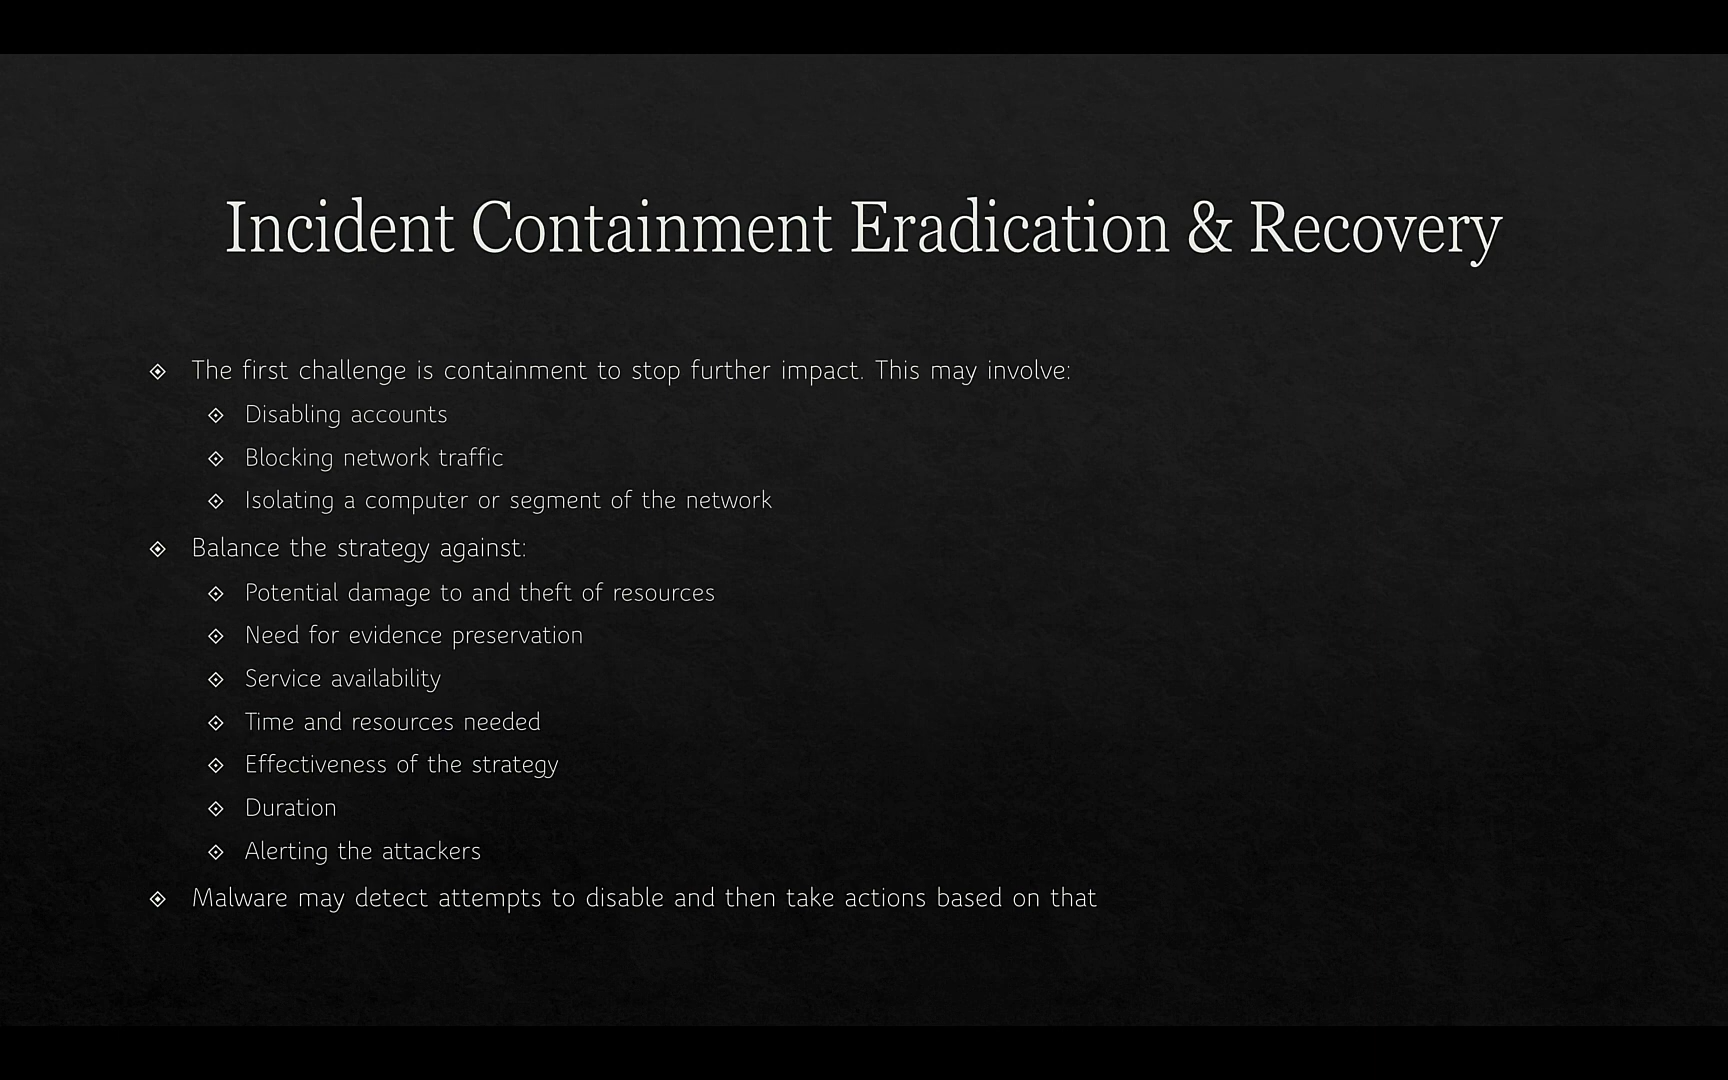 Incident Containment Eradication & Recovery
The first challenge is containment to stop further impact. This may involve:
Disabling accounts
Blocking network traffic
Isolating a computer or segment of the network
Balance the strategy against:
Potential damage to and theft of resources
Need for evidence preservation
Service availability
Time and resources needed
Effectiveness of the strategy
Duration
Alerting the attackers
Malware may detect attempts to disable and then take actions based on that